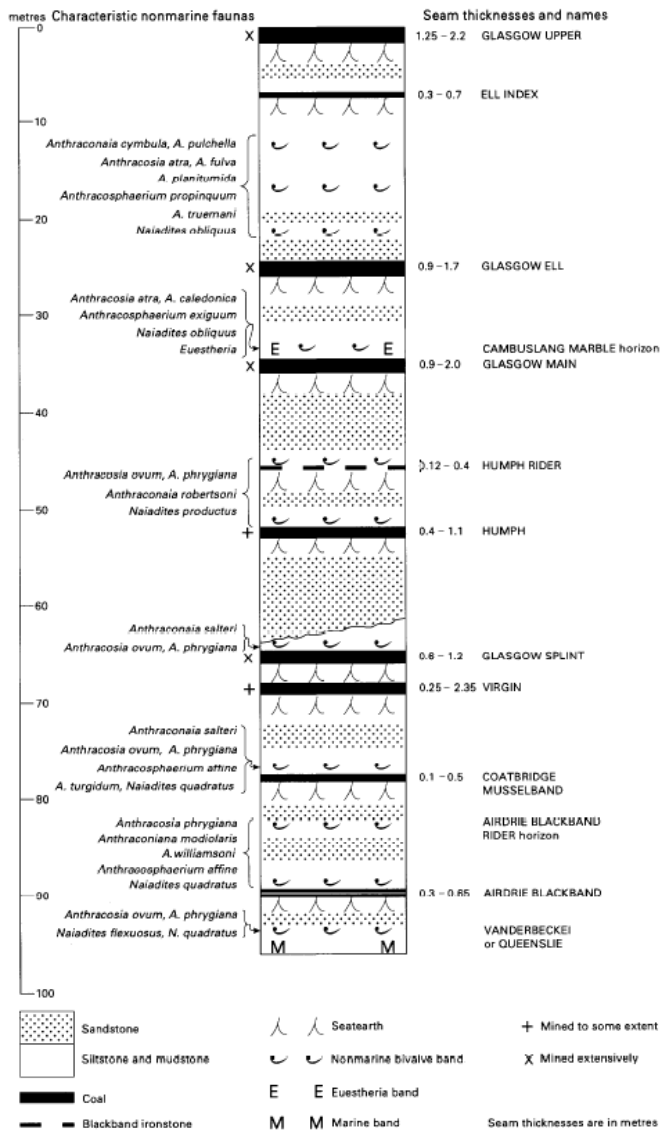 metres Characteristic nonmarine faunas
Seam thicknesses and names
0
x 1.25 – 2.2 GLASGOW UPPER
0.3 – 0.7 ELL INDEX
10
Anthraconaia cymbula, A. pulchella
Anthracosia atra, A. fulva
A. planitumida
Anthracosphaerium propinquum
A. truemani
20
Naiadites obliquus
x 0.9 – 1.7 GLASGOW ELL
Anthracosia atra, A. caledonica
Anthracosphaerium exiguum
30
Naiadites obliquus
Euestheria
E E CAMBUSLANG MARBLE horizon
x 0.9 – 2.0 GLASGOW MAIN
40
Anthracosia ovum, A. phrygiana
0.12 – 0.4 HUMPH RIDER
Anthraconaia robertsoni
Naiadites productus
50
+ 0.4 – 1.1 HUMPH
60
Anthraconaia salteri
Anthracosia ovum, A. phrygiana
x 0.6 – 1.2 GLASGOW SPLINT
+ 0.25 – 2.35 VIRGIN
70
Anthraconaia salteri
Anthracosia ovum, A. phrygiana
Anthracosphaerium affine
A. turgidum, Naiadites quadratus
0.1 – 0.5 COATBRIDGE
MUSSELBAND
80
Anthracosia phrygiana
AIRDRIE BLACKBAND
RIDER horizon
Anthraconiana modiolaris
A.williamsoni
Anthracosphaerium affine
Naiadites quadratus
90
0.3 – 0.65 AIRDRIE BLACKBAND
Anthracosia ovum, A. phrygiana
Naiadites flexuosus, N. quadratus
VANDERBECKEI
or QUEENSLIE
M M
100
Sandstone
Siltstone and mudstone
Coal
Blackband ironstone
Seatearth
Nonmarine bivalve band
E E Euestheria band
M M Marine band
+ Mined to some extent
x Mined extensively
Seam thicknesses are in metres